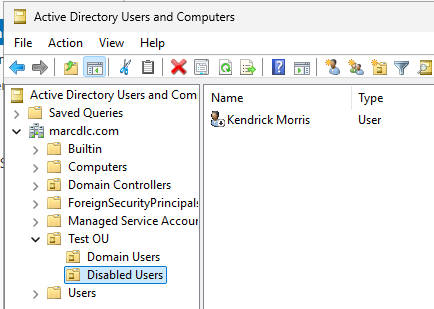 Active Directory Users and Computers
File Action View Help
Active Directory Users and Com
Saved Queries
marcdlc.com
Builtin
Computers
Domain Controllers
ForeignSecurityPrincipals
Managed Service Accour
Test OU
Domain Users
Disabled Users
Users
Name Type
Kendrick Morris User